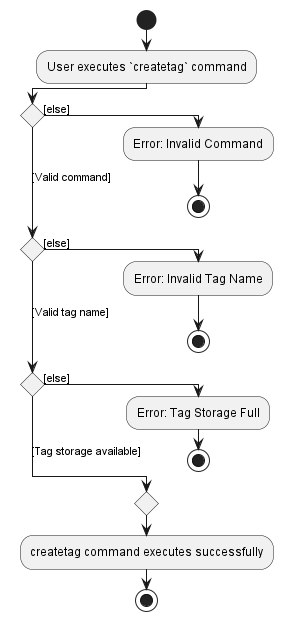 User executes `createtag` command
[else]
Error: Invalid Command
[Valid command]
[else]
Error: Invalid Tag Name
[Valid tag name]
[else]
Error: Tag Storage Full
[Tag storage available]
createtag command executes successfully